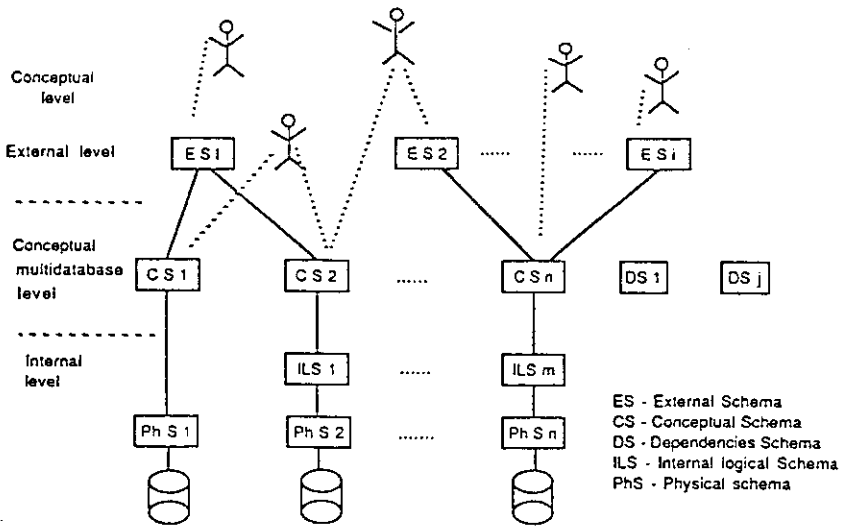 Conceptual
level
External level
ES1
ES2
......
......
ESi
Conceptual
multidatabase
level
CS1
CS2
......
CSn
DS1
DSj
Internal
level
ILS1
......
ILSm
PhS1
PhS2
......
PhSn
ES - External Schema
CS - Conceptual Schema
DS - Dependencies Schema
ILS - Internal logical Schema
PhS - Physical schema